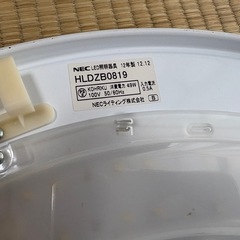 NEC LED照明器具 12年製 12.12
HLDZB0819
KOHRIKU 消費電力 49W 入力電流
100V 50/60Hz 0.5A
NECライティング株式会社 B